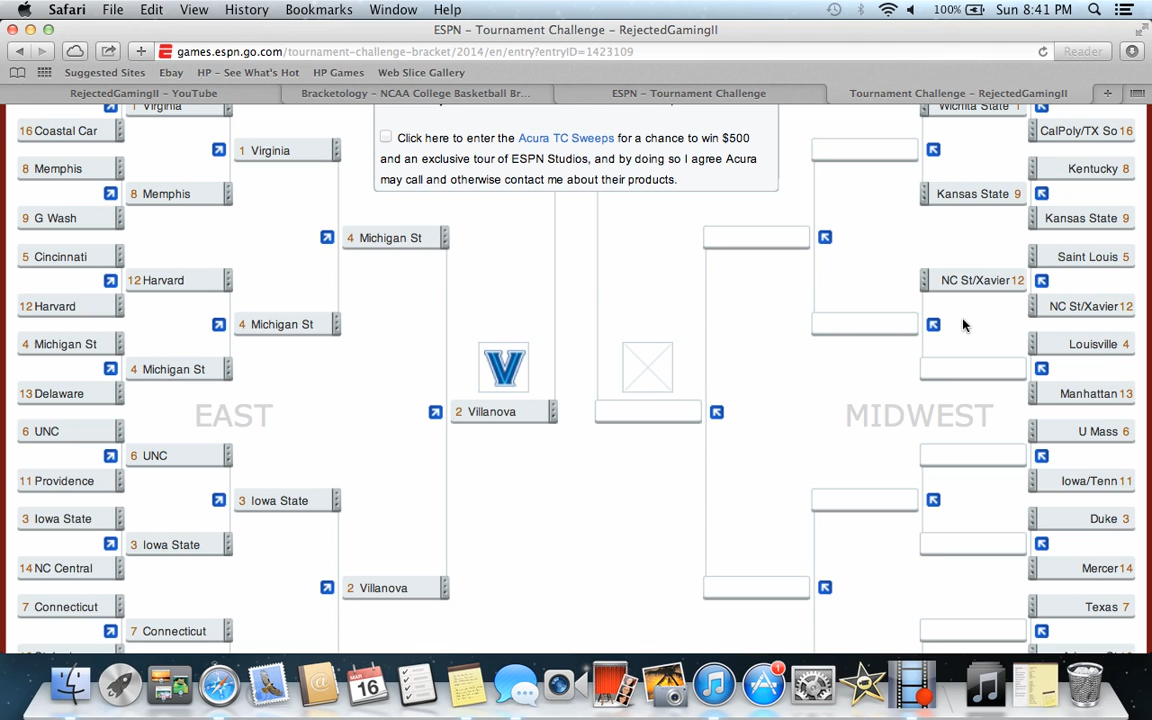 Safari File Edit View History Bookmarks Window Help 100% Sun 8:41 PM
ESPN – Tournament Challenge – RejectedGamingII
games.espn.go.com/tournament-challenge-bracket/2014/en/entry?entryID=1423109 Reader
Suggested Sites Ebay HP – See What's Hot HP Games Web Slice Gallery
RejectedGamingII – YouTube Bracketology – NCAA College Basketball Br... ESPN – Tournament Challenge Tournament Challenge – RejectedGamingII
1 Virginia
Wichita State 1
16 Coastal Car
Click here to enter the Acura TC Sweeps for a chance to win $500
and an exclusive tour of ESPN Studios, and by doing so I agree Acura
may call and otherwise contact me about their products.
CalPoly/TX So 16
1 Virginia
8 Memphis
Kentucky 8
8 Memphis
Kansas State 9
9 G Wash
Kansas State 9
4 Michigan St
5 Cincinnati
Saint Louis 5
12 Harvard
NC St/Xavier 12
12 Harvard
NC St/Xavier 12
4 Michigan St
4 Michigan St
Louisville 4
4 Michigan St
13 Delaware
Manhattan 13
2 Villanova
EAST
MIDWEST
6 UNC
U Mass 6
6 UNC
11 Providence
Iowa/Tenn 11
3 Iowa State
3 Iowa State
Duke 3
3 Iowa State
14 NC Central
Mercer 14
2 Villanova
7 Connecticut
Texas 7
7 Connecticut
MAR
16
1